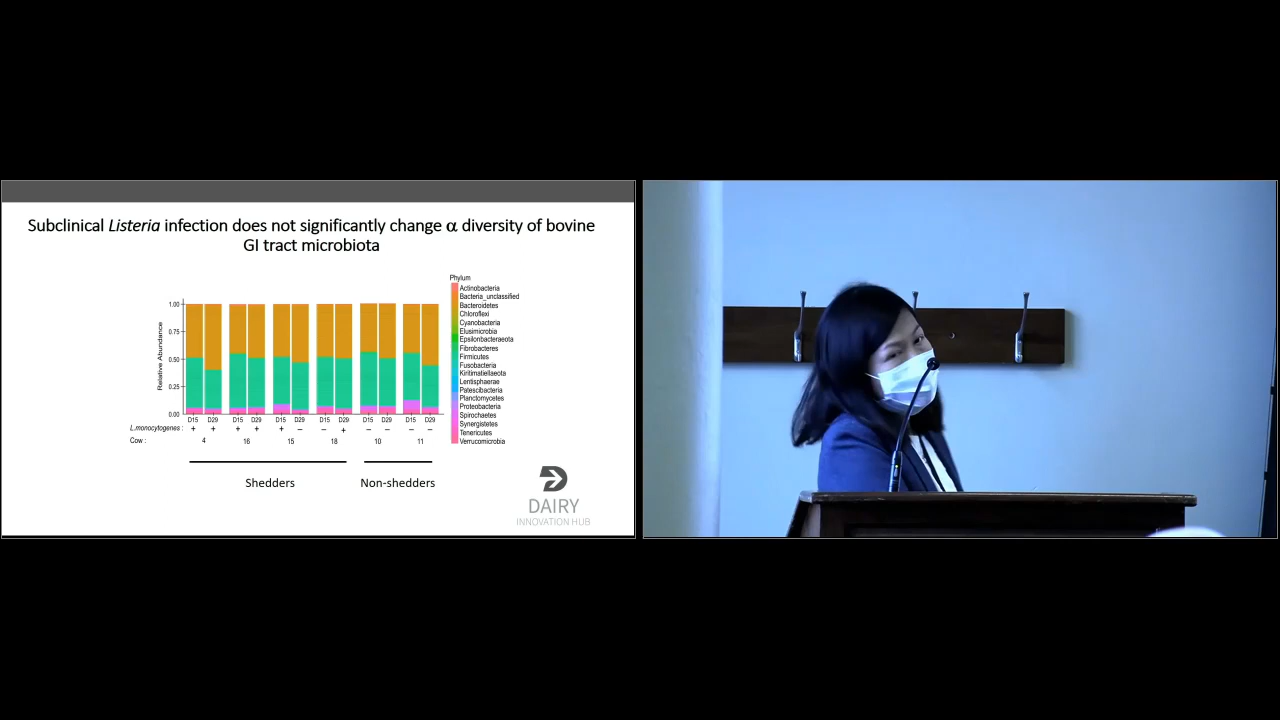 Subclinical Listeria infection does not significantly change α diversity of bovine
GI tract microbiota
Phylum
Actinobacteria
Bacteria_unclassified
Bacteroidetes
Chloroflexi
Cyanobacteria
Elusimicrobia
Epsilonbacteraeota
Fibrobacteres
Firmicutes
Fusobacteria
Kiritimatiellaeota
Lentisphaerae
Patescibacteria
Planctomycetes
Proteobacteria
Spirochaetes
Synergistetes
Tenericutes
Verrucomicrobia
Relative Abundance
1.00
0.75
0.50
0.25
0.00
D15 D29 D15 D29 D15 D29 D15 D29 D15 D29 D15 D29
L.monocytogenes : + + + + + − − + − − − −
Cow : 4 16 15 18 10 11
Shedders Non-shedders
DAIRY
INNOVATION HUB